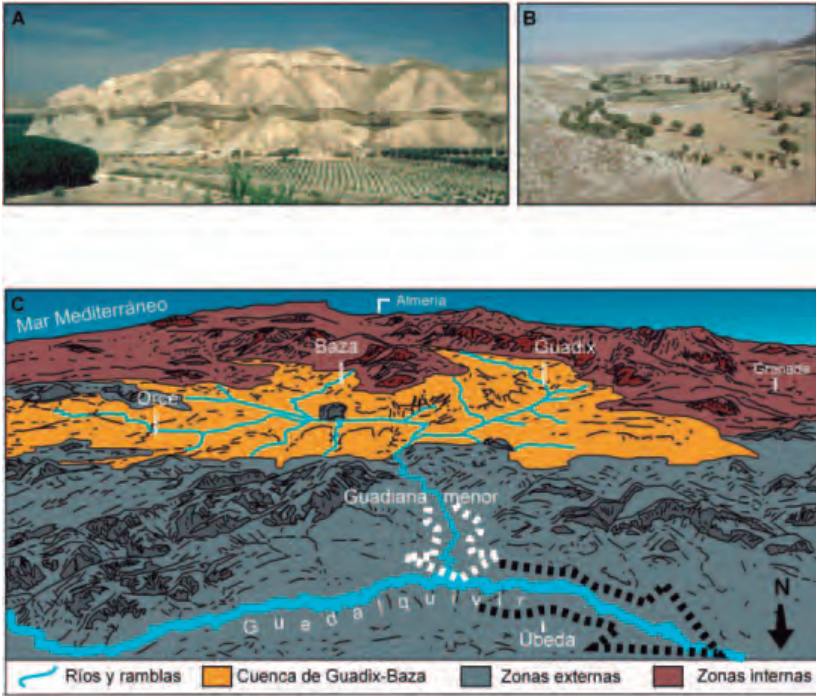 A
B
C
Mar Mediterráneo
Almería
Baza
Guadix
Granada
Orce
Guadiana menor
N
Guadalquivir
Úbeda
Ríos y ramblas
Cuenca de Guadix-Baza
Zonas externas
Zonas internas